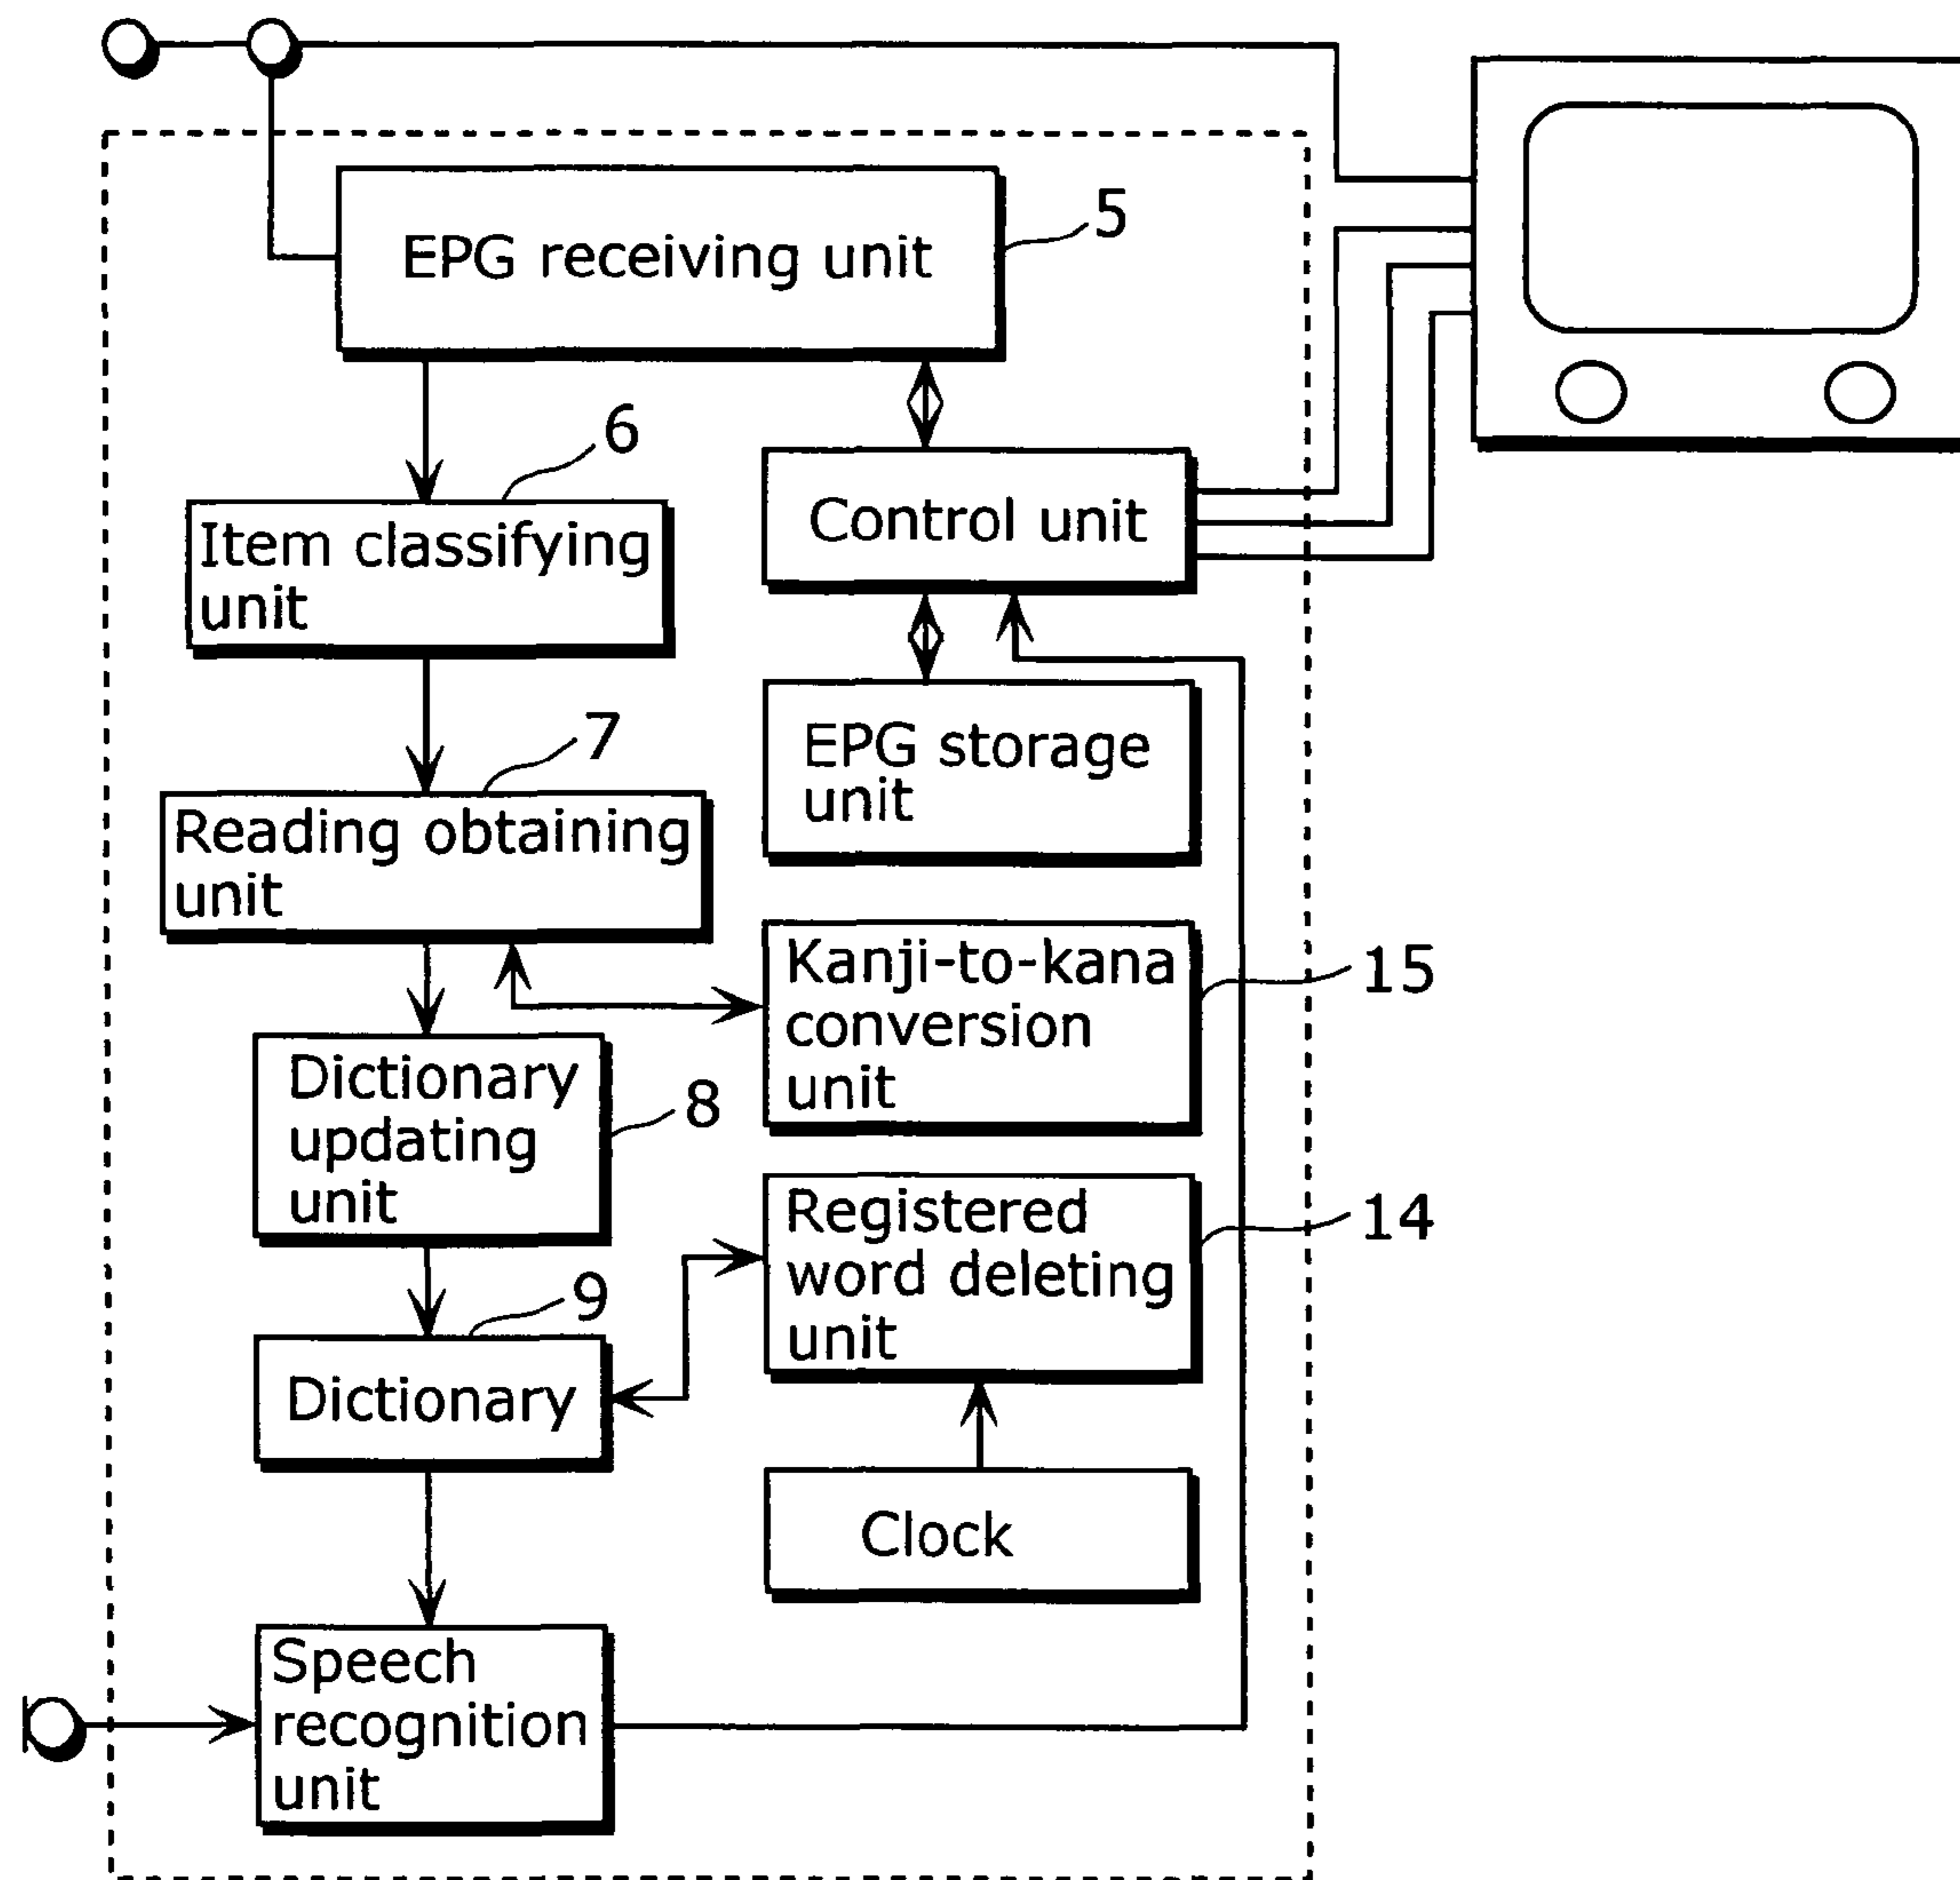 EPG receiving unit
5
6
Control unit
Item classifying
unit
7
EPG storage
unit
Reading obtaining
unit
Kanji-to-kana
conversion
unit
15
Dictionary
updating
unit
8
Registered
word deleting
unit
14
9
Dictionary
Clock
Speech
recognition
unit